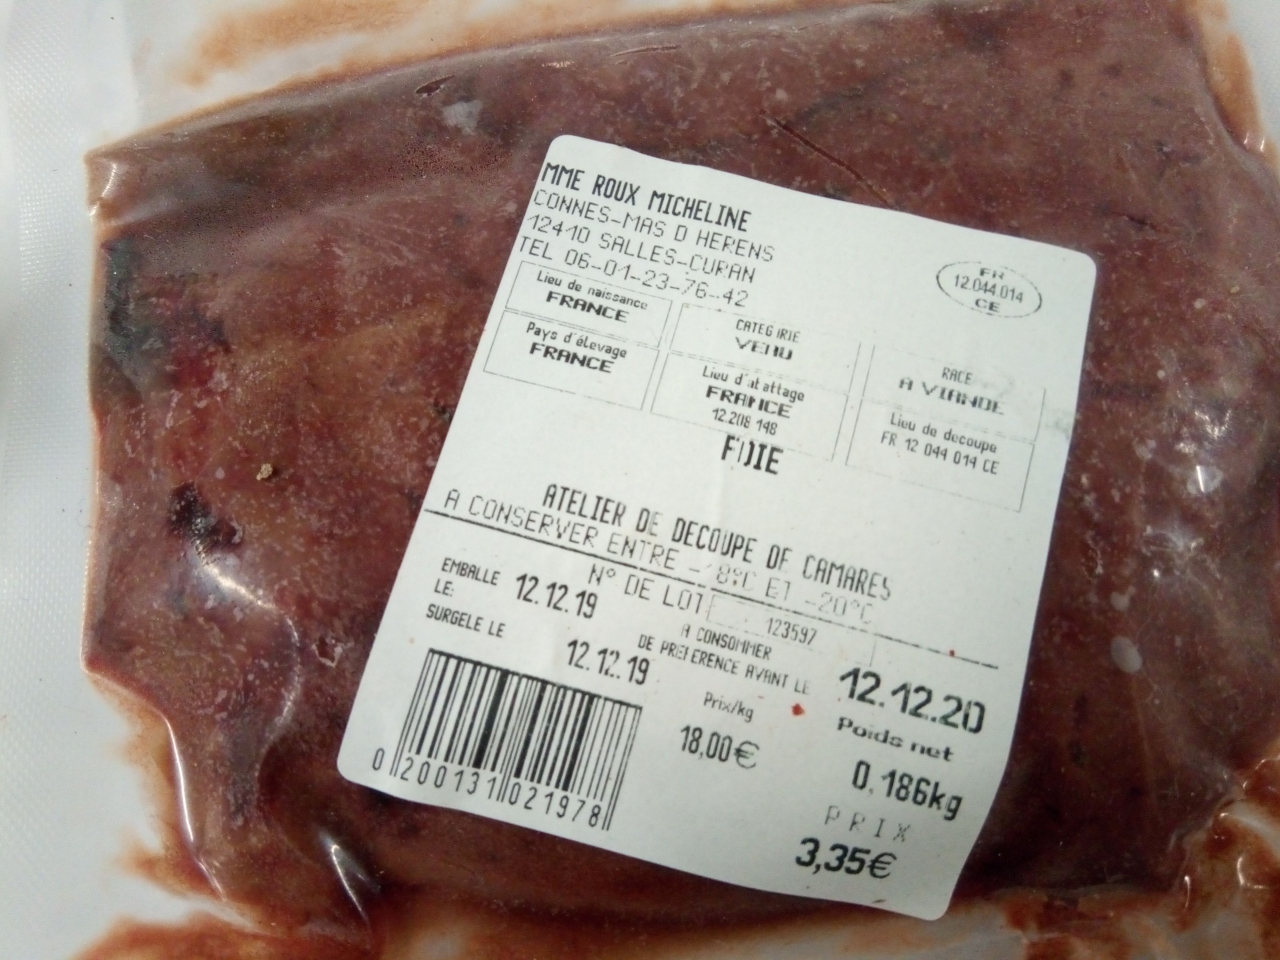 MME ROUX MICHELINE
CONNES-MAS D HERENS
12410 SALLES-CURAN
TEL 06-01-23-76-42
FR
12.044.014
CE
Lieu de naissance
FRANCE
CATEG IRIE
Pays d'élevage
FRANCE
Lieu d'abattage
FRANCE
12.208 148
RACE
A VIANDE
Lieu de decoupe
FR 12 044 014 CE
FOIE
ATELIER DE DECOUPE DE CAMARES
A CONSERVER ENTRE - 8°C ET -20°C
N° DE LOT 123597
EMBALLE
LE: 12.12.19
SURGELE LE
12.12.19
A CONSOMMER
DE PREFERENCE AVANT LE
12.12.20
Prix/kg
18,00€
Poids net
0,186kg
PRIX
3,35€
0 200131 021978